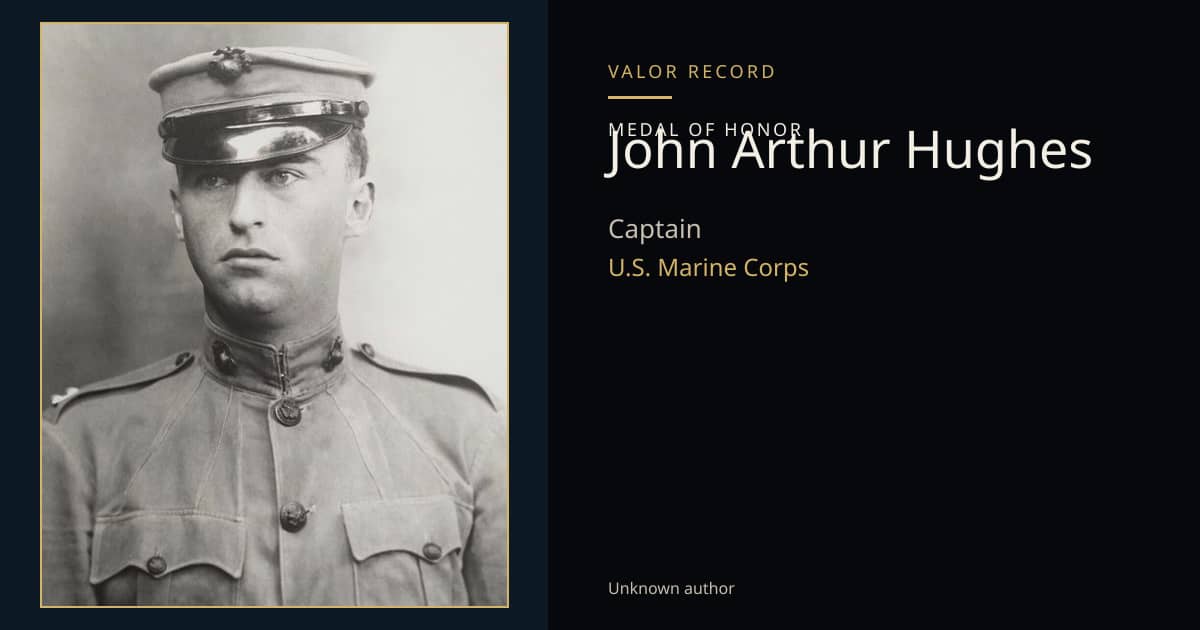 VALOR RECORD
MEDAL OF HONOR
John Arthur Hughes
Captain
U.S. Marine Corps
Unknown author